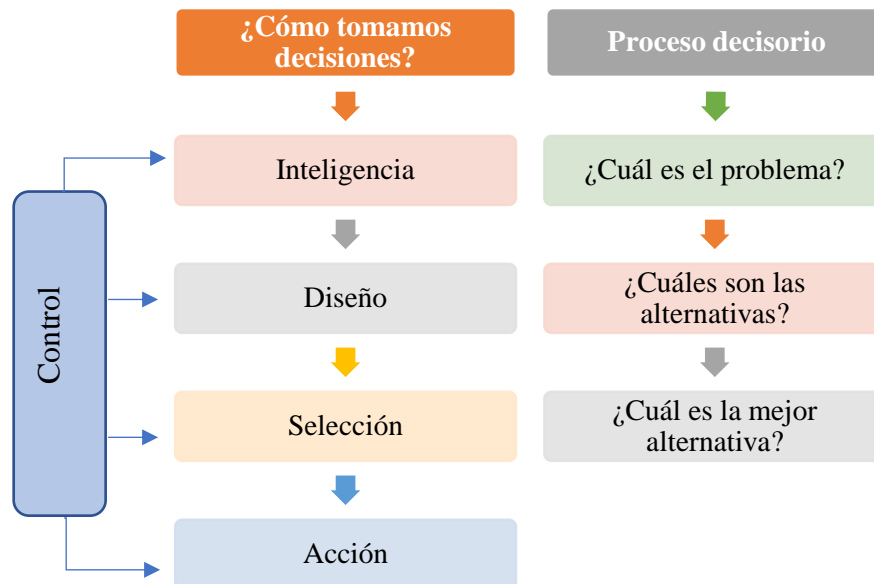 ¿Cómo tomamos
decisiones?
Proceso decisorio
Inteligencia
¿Cuál es el problema?
Control
Diseño
¿Cuáles son las
alternativas?
Selección
¿Cuál es la mejor
alternativa?
Acción